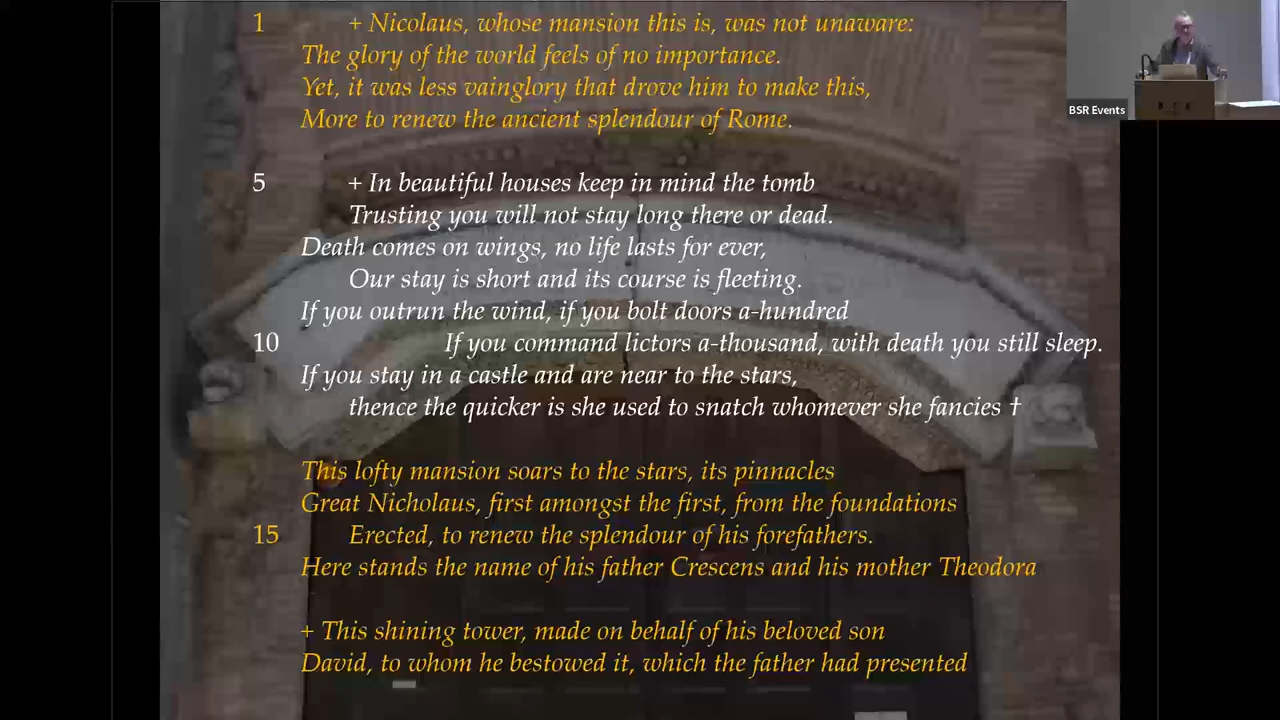 1 + Nicolaus, whose mansion this is, was not unaware:
The glory of the world feels of no importance.
Yet, it was less vainglory that drove him to make this,
More to renew the ancient splendour of Rome.
5 + In beautiful houses keep in mind the tomb
Trusting you will not stay long there or dead.
Death comes on wings, no life lasts for ever,
Our stay is short and its course is fleeting.
If you outrun the wind, if you bolt doors a-hundred
10 If you command lictors a-thousand, with death you still sleep.
If you stay in a castle and are near to the stars,
thence the quicker is she used to snatch whomever she fancies †
This lofty mansion soars to the stars, its pinnacles
Great Nicholaus, first amongst the first, from the foundations
15 Erected, to renew the splendour of his forefathers.
Here stands the name of his father Crescens and his mother Theodora
+ This shining tower, made on behalf of his beloved son
David, to whom he bestowed it, which the father had presented
BSR Events